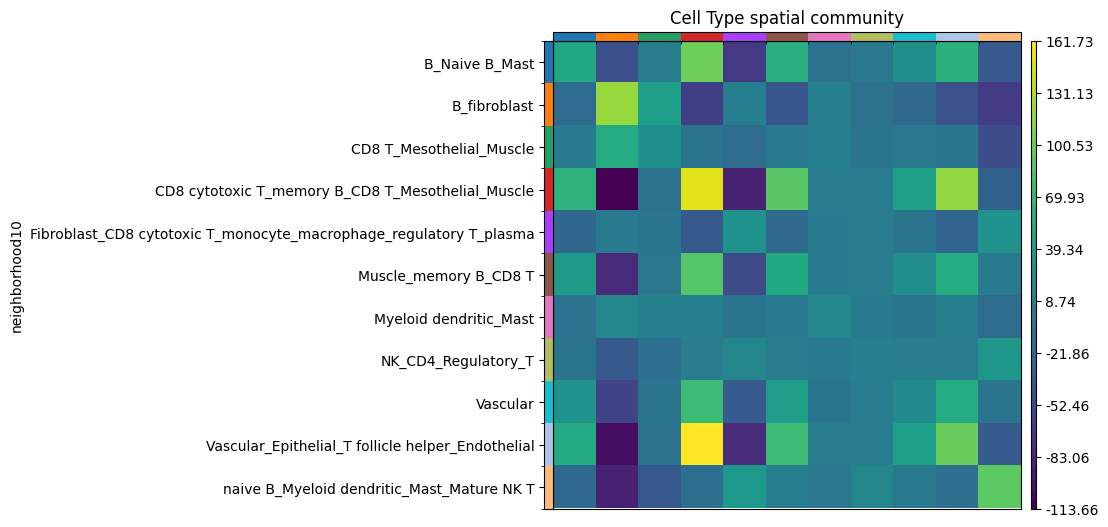 Cell Type spatial community
neighborhood10
B_Naive B_Mast
B_fibroblast
CD8 T_Mesothelial_Muscle
CD8 cytotoxic T_memory B_CD8 T_Mesothelial_Muscle
Fibroblast_CD8 cytotoxic T_monocyte_macrophage_regulatory T_plasma
Muscle_memory B_CD8 T
Myeloid dendritic_Mast
NK_CD4_Regulatory_T
Vascular
Vascular_Epithelial_T follicle helper_Endothelial
naive B_Myeloid dendritic_Mast_Mature NK T
161.73
131.13
100.53
69.93
39.34
8.74
-21.86
-52.46
-83.06
-113.66